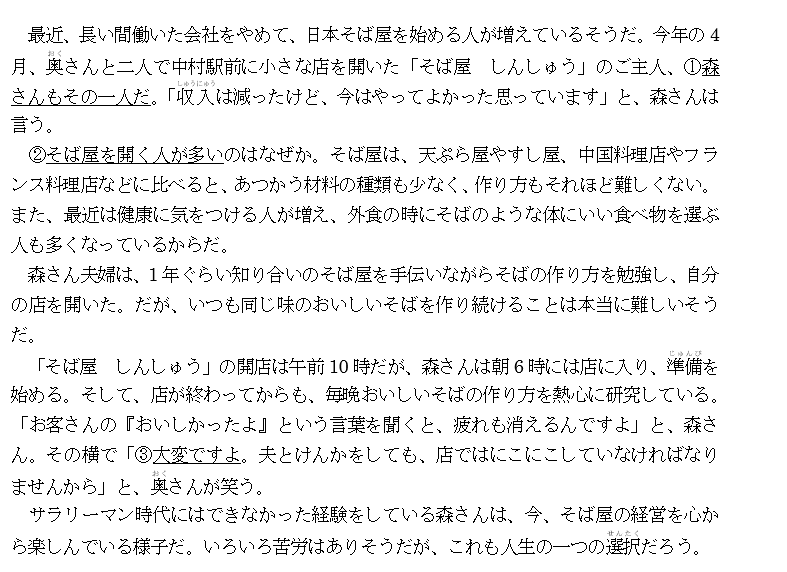 最近、長い間働いた会社をやめて、日本そば屋を始める人が増えているそうだ。今年の4
おく
月、奥さんと二人で中村駅前に小さな店を開いた「そば屋　しんしゅう」のご主人、①森
しゅうにゅう
さんもその一人だ。「収入は減ったけど、今はやってよかった思っています」と、森さんは
言う。
②そば屋を開く人が多いのはなぜか。そば屋は、天ぷら屋やすし屋、中国料理店やフラ
ンス料理店などに比べると、あつかう材料の種類も少なく、作り方もそれほど難しくない。
また、最近は健康に気をつける人が増え、外食の時にそばのような体にいい食べ物を選ぶ
人も多くなっているからだ。
森さん夫婦は、1年ぐらい知り合いのそば屋を手伝いながらそばの作り方を勉強し、自分
の店を開いた。だが、いつも同じ味のおいしいそばを作り続けることは本当に難しいそう
だ。
じゅんび
「そば屋　しんしゅう」の開店は午前10時だが、森さんは朝6時には店に入り、準備を
始める。そして、店が終わってからも、毎晩おいしいそばの作り方を熱心に研究している。
「お客さんの『おいしかったよ』という言葉を聞くと、疲れも消えるんですよ」と、森さ
ん。その横で「③大変ですよ。夫とけんかをしても、店ではにこにこしていなければなり
おく
ませんから」と、奥さんが笑う。
サラリーマン時代にはできなかった経験をしている森さんは、今、そば屋の経営を心か
せんたく
ら楽しんでいる様子だ。いろいろ苦労はありそうだが、これも人生の一つの選択だろう。